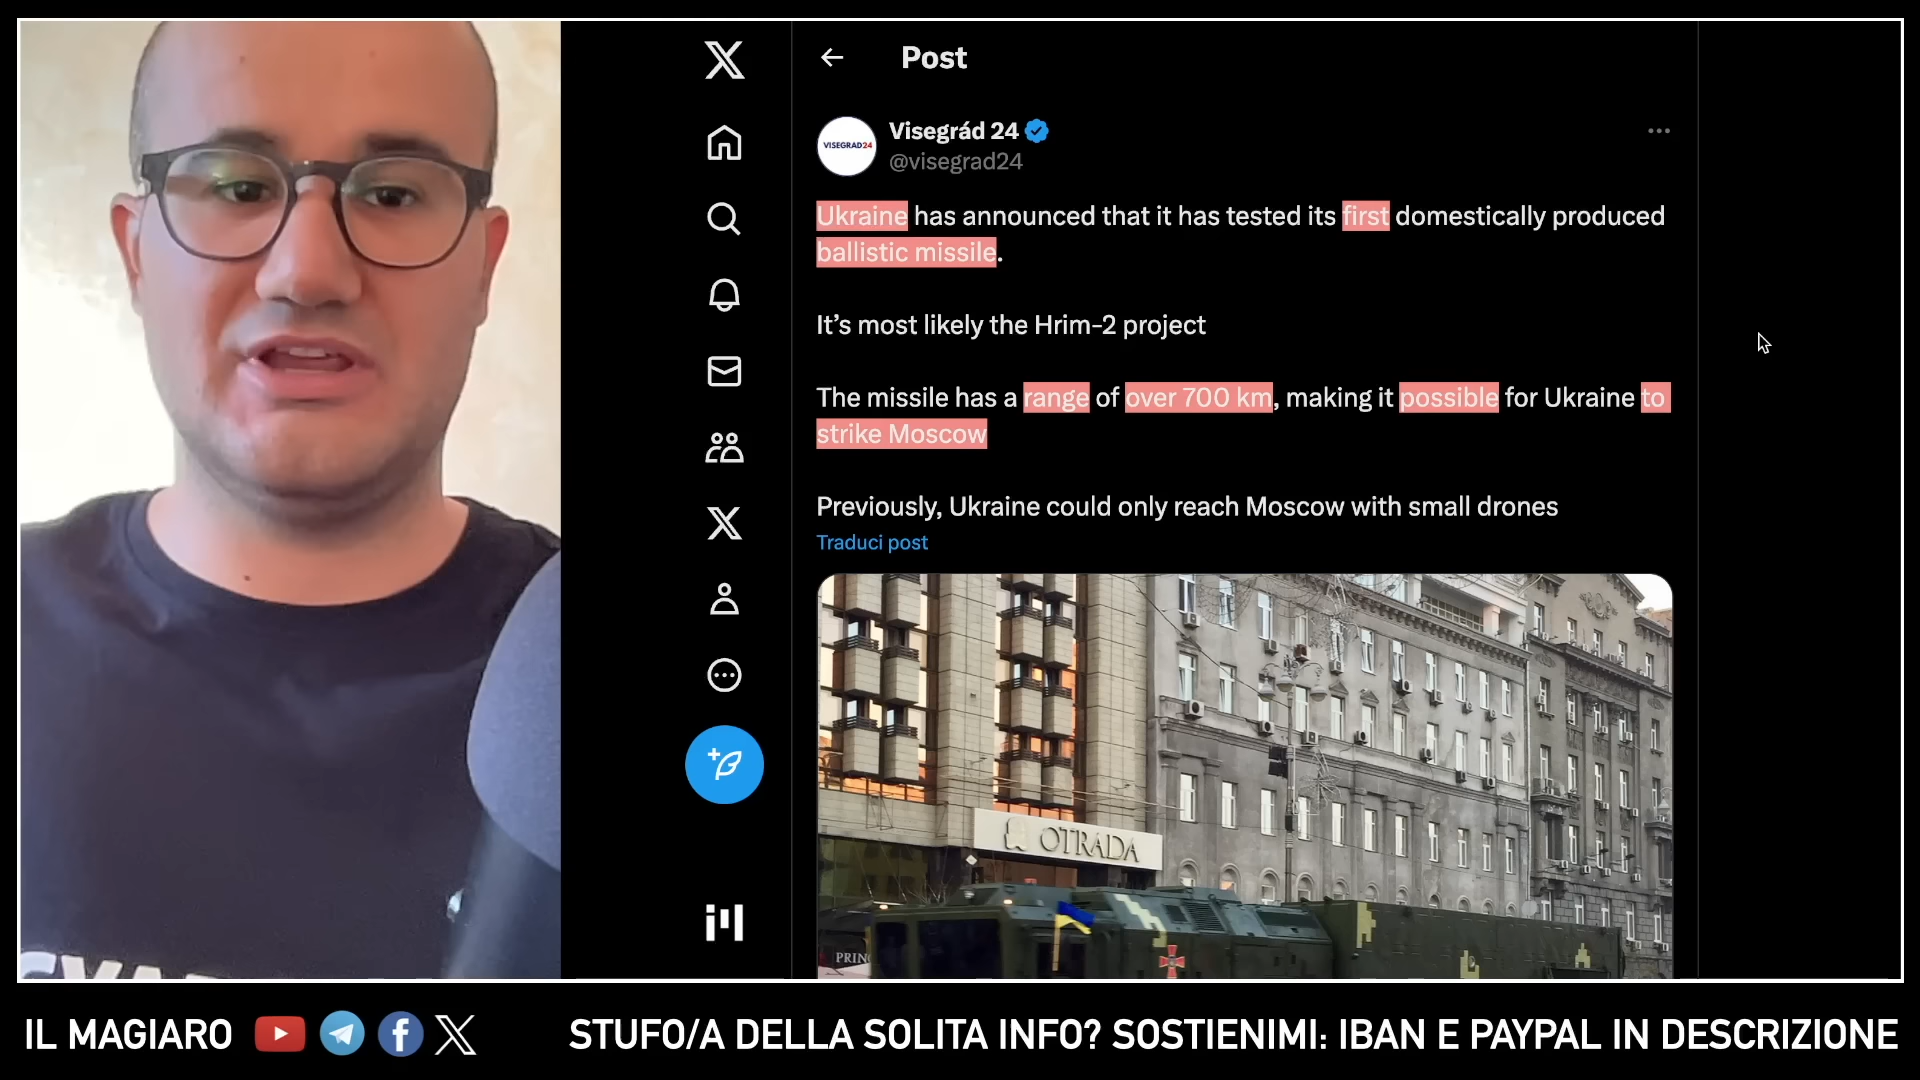 Post
VISEGRAD24
Visegrád 24
@visegrad24
Ukraine has announced that it has tested its first domestically produced
ballistic missile.
It’s most likely the Hrim-2 project
The missile has a range of over 700 km, making it possible for Ukraine to
strike Moscow
Previously, Ukraine could only reach Moscow with small drones
Traduci post
OTRADA
IL MAGIARO
STUFO/A DELLA SOLITA INFO? SOSTIENIMI: IBAN E PAYPAL IN DESCRIZIONE